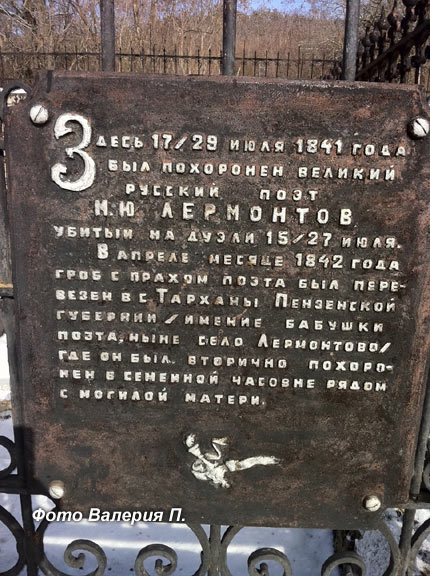 Здесь 17/29 июля 1841 года
был похоронен великий
русский поэт
М.Ю. Лермонтов
убитый на дуэли 15/27 июля.
В апреле месяце 1842 года
гроб с прахом поэта был пере-
везен в с. Тарханы Пензенской
губернии/имение бабушки
поэта, ныне село Лермонтово/
где он был вторично похоро-
нен в семейной часовне рядом
с могилой матери.
Фото Валерия П.